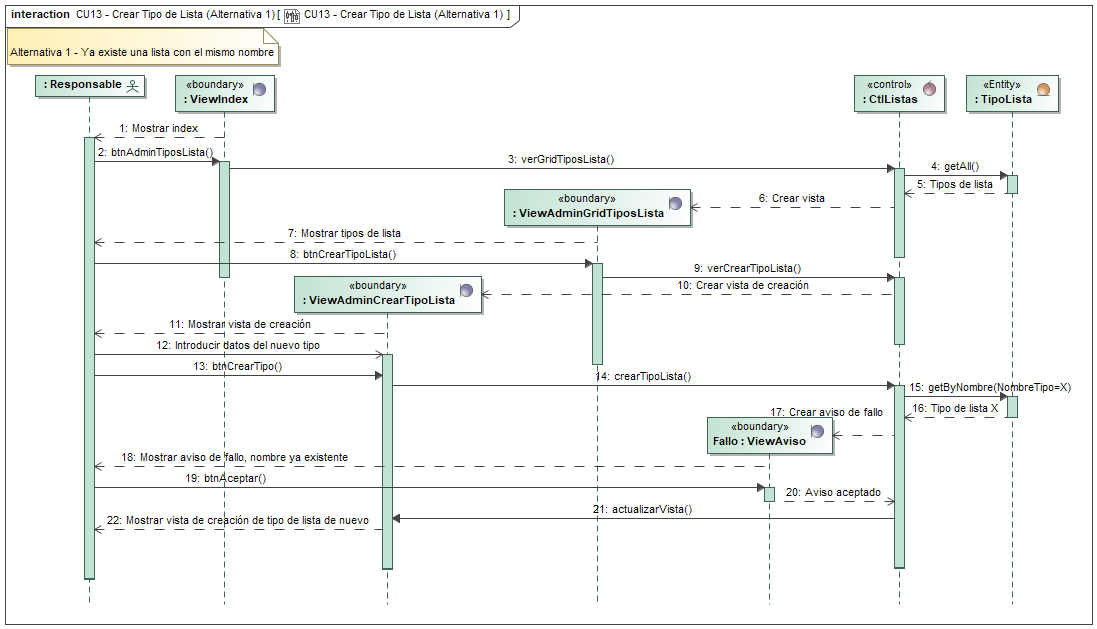 interaction CU13 - Crear Tipo de Lista (Alternativa 1) [ CU13 - Crear Tipo de Lista (Alternativa 1) ]
Alternativa 1 - Ya existe una lista con el mismo nombre
: Responsable
«boundary»
: ViewIndex
«control»
: CtlListas
«Entity»
: TipoLista
1: Mostrar index
2: btnAdminTiposLista()
3: verGridTiposLista()
4: getAll()
5: Tipos de lista
6: Crear vista
«boundary»
: ViewAdminGridTiposLista
7: Mostrar tipos de lista
8: btnCrearTipoLista()
9: verCrearTipoLista()
10: Crear vista de creación
«boundary»
: ViewAdminCrearTipoLista
11: Mostrar vista de creación
12: Introducir datos del nuevo tipo
13: btnCrearTipo()
14: crearTipoLista()
15: getByNombre(NombreTipo=X)
16: Tipo de lista X
17: Crear aviso de fallo
«boundary»
Fallo : ViewAviso
18: Mostrar aviso de fallo, nombre ya existente
19: btnAceptar()
20: Aviso aceptado
21: actualizarVista()
22: Mostrar vista de creación de tipo de lista de nuevo